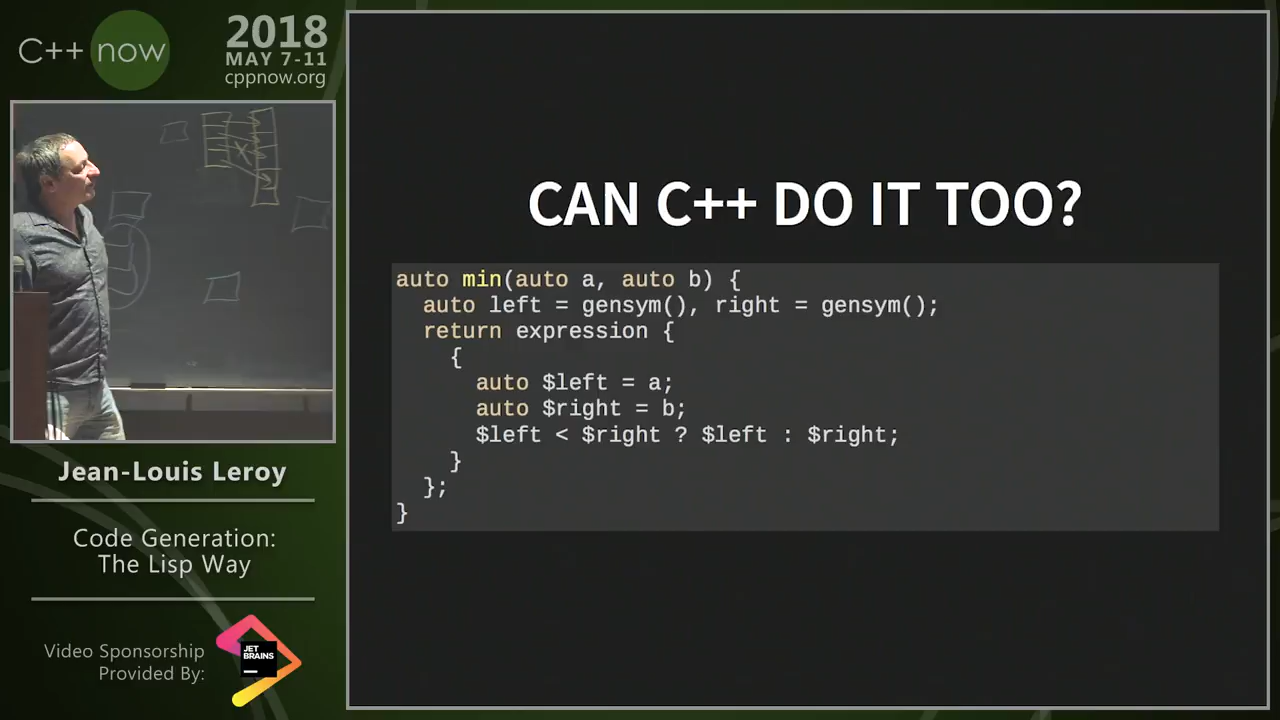 C++ now
2018
MAY 7-11
cppnow.org
Jean-Louis Leroy
Code Generation:
The Lisp Way
Video Sponsorship
Provided By:
JET
BRAINS
CAN C++ DO IT TOO?
auto min(auto a, auto b) {
  auto left = gensym(), right = gensym();
  return expression {
    {
      auto $left = a;
      auto $right = b;
      $left < $right ? $left : $right;
    }
  };
}